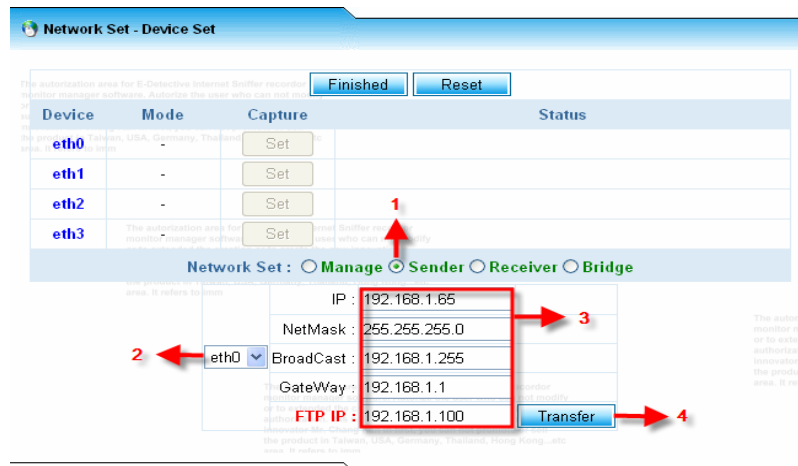 Network Set - Device Set
Finished Reset
Device Mode Capture Status
eth0 - Set
eth1 - Set
eth2 - Set
eth3 - Set
1
Network Set : Manage Sender Receiver Bridge
IP : 192.168.1.65
NetMask : 255.255.255.0
3
2
eth0
BroadCast : 192.168.1.255
GateWay : 192.168.1.1
FTP IP : 192.168.1.100 Transfer
4